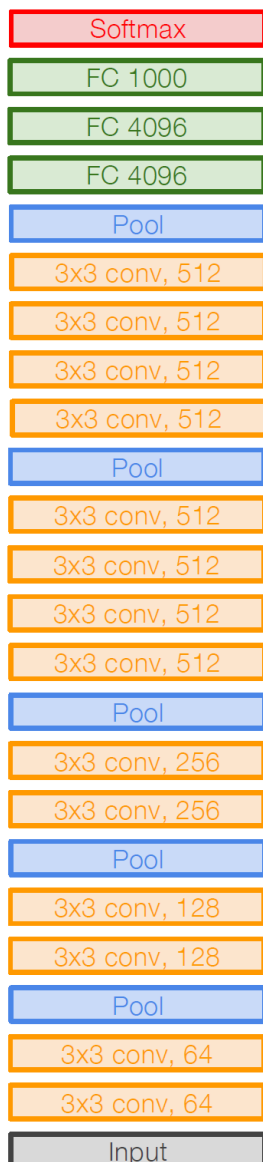 Softmax
FC 1000
FC 4096
FC 4096
Pool
3x3 conv, 512
3x3 conv, 512
3x3 conv, 512
3x3 conv, 512
Pool
3x3 conv, 512
3x3 conv, 512
3x3 conv, 512
3x3 conv, 512
Pool
3x3 conv, 256
3x3 conv, 256
Pool
3x3 conv, 128
3x3 conv, 128
Pool
3x3 conv, 64
3x3 conv, 64
Input